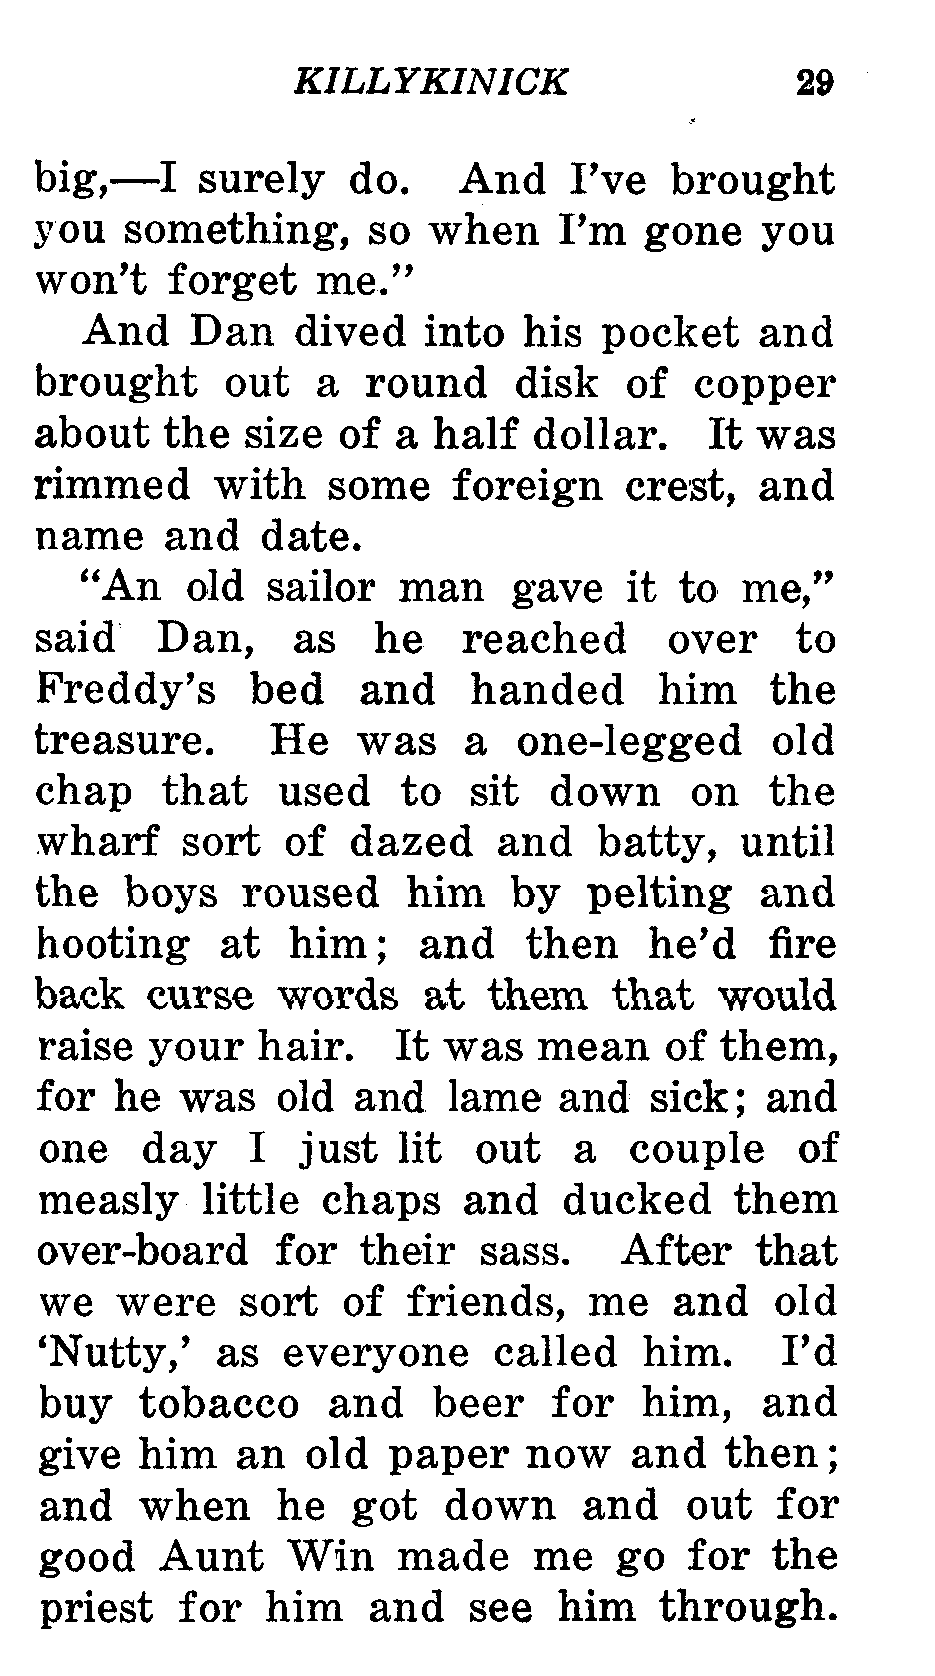 KILLYKINICK 29
big,—I surely do. And I've brought
you something, so when I'm gone you
won't forget me."
And Dan dived into his pocket and
brought out a round disk of copper
about the size of a half dollar. It was
rimmed with some foreign crest, and
name and date.
"An old sailor man gave it to me,"
said Dan, as he reached over to
Freddy's bed and handed him the
treasure. He was a one-legged old
chap that used to sit down on the
wharf sort of dazed and batty, until
the boys roused him by pelting and
hooting at him; and then he'd fire
back curse words at them that would
raise your hair. It was mean of them,
for he was old and lame and sick; and
one day I just lit out a couple of
measly little chaps and ducked them
over-board for their sass. After that
we were sort of friends, me and old
'Nutty,' as everyone called him. I'd
buy tobacco and beer for him, and
give him an old paper now and then;
and when he got down and out for
good Aunt Win made me go for the
priest for him and see him through.